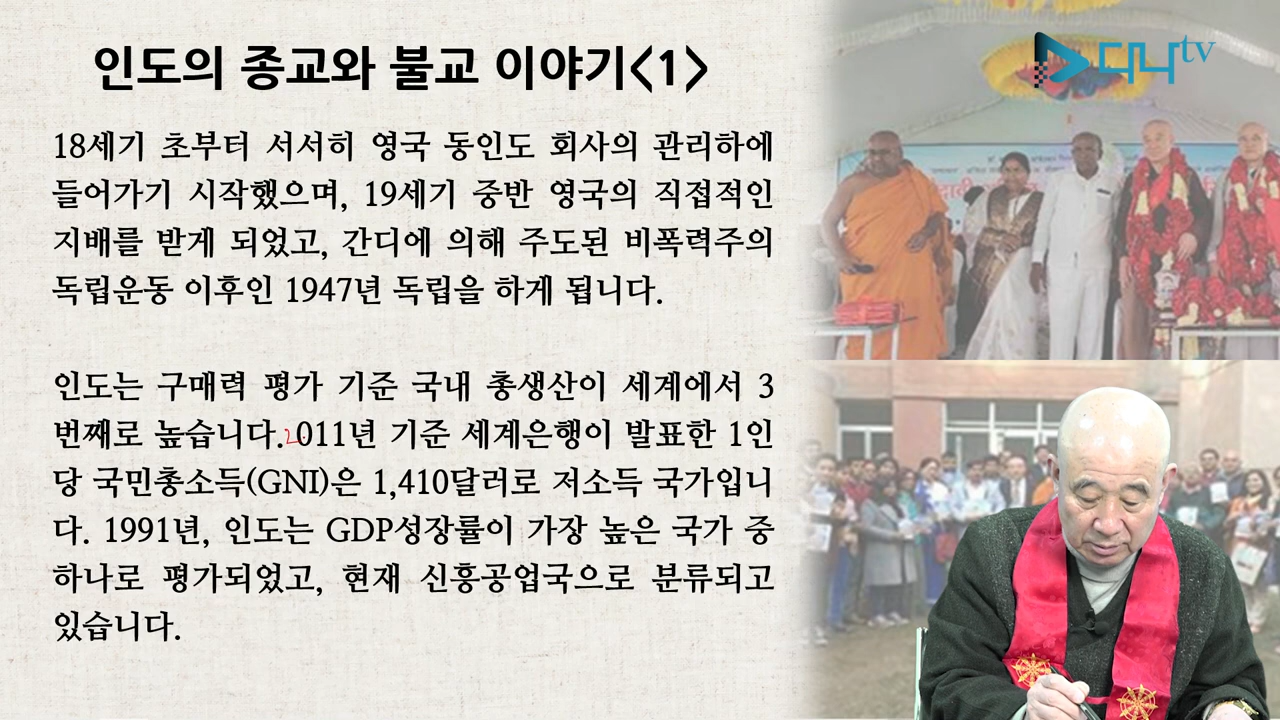 인도의 종교와 불교 이야기<1>
18세기 초부터 서서히 영국 동인도 회사의 관리하에
들어가기 시작했으며, 19세기 중반 영국의 직접적인
지배를 받게 되었고, 간디에 의해 주도된 비폭력주의
독립운동 이후인 1947년 독립을 하게 됩니다.
인도는 구매력 평가 기준 국내 총생산이 세계에서 3
번째로 높습니다.2011년 기준 세계은행이 발표한 1인
당 국민총소득(GNI)은 1,410달러로 저소득 국가입니
다. 1991년, 인도는 GDP성장률이 가장 높은 국가 중
하나로 평가되었고, 현재 신흥공업국으로 분류되고
있습니다.
tv